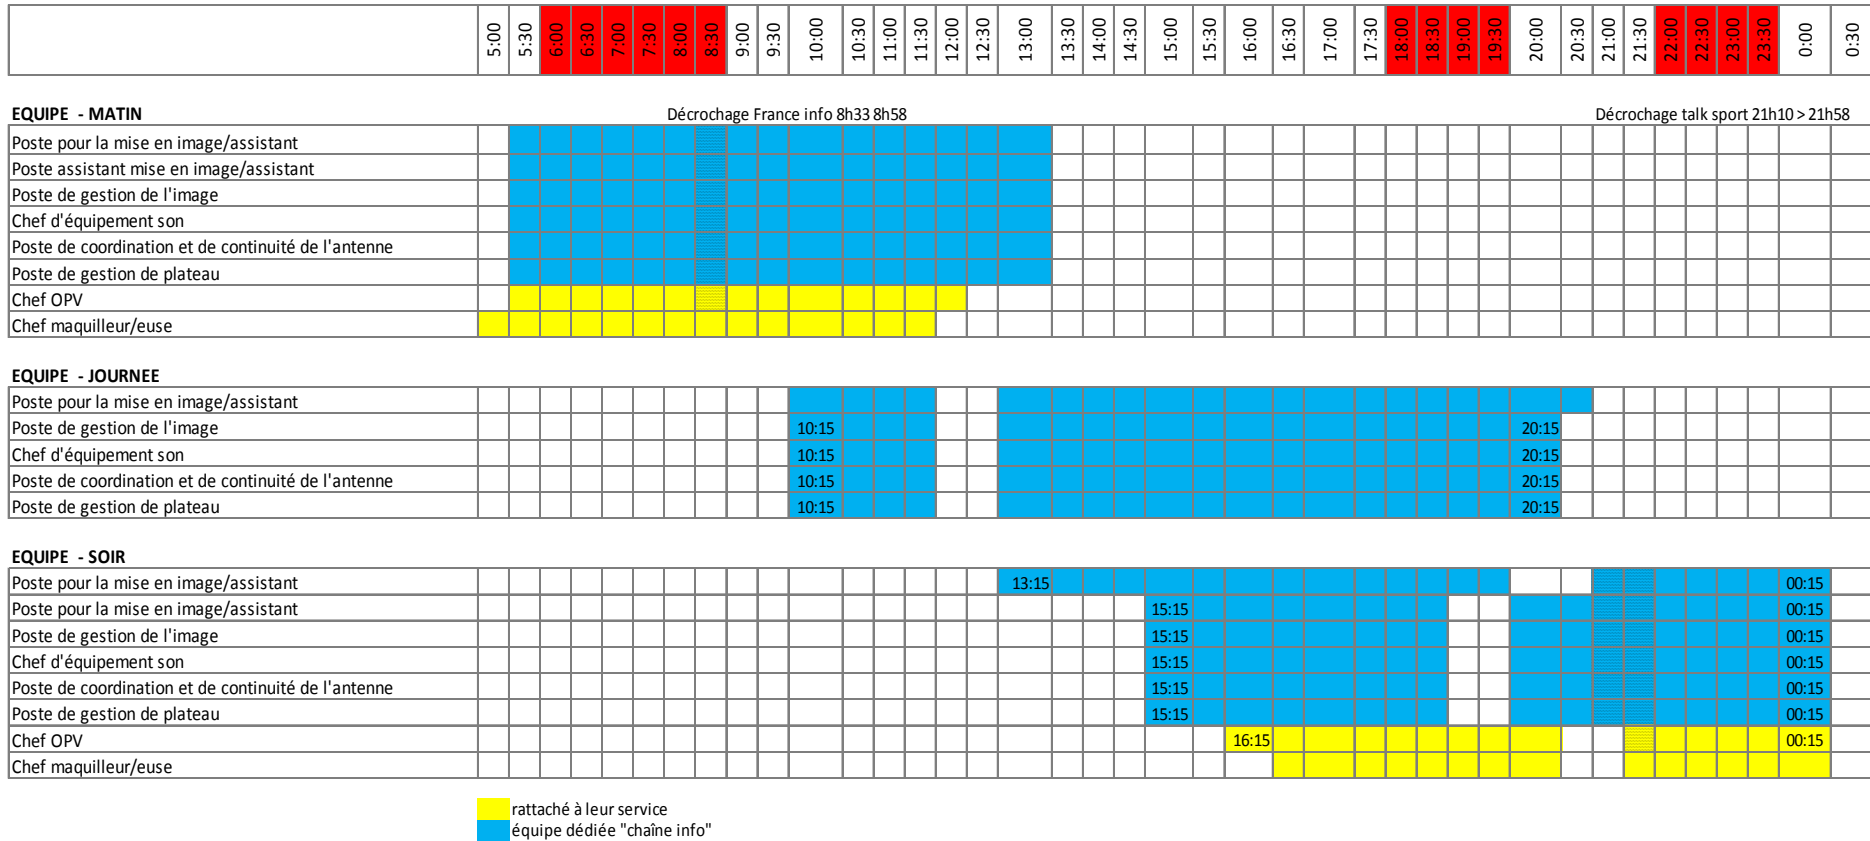 5:00 5:30 6:00 6:30 7:00 7:30 8:00 8:30 9:00 9:30 10:00 10:30 11:00 11:30 12:00 12:30 13:00 13:30 14:00 14:30 15:00 15:30 16:00 16:30 17:00 17:30 18:00 18:30 19:00 19:30 20:00 20:30 21:00 21:30 22:00 22:30 23:00 23:30 0:00 0:30
EQUIPE - MATIN Décrochage France info 8h33 8h58 Décrochage talk sport 21h10 > 21h58
Poste pour la mise en image/assistant
Poste assistant mise en image/assistant
Poste de gestion de l'image
Chef d'équipement son
Poste de coordination et de continuité de l'antenne
Poste de gestion de plateau
Chef OPV
Chef maquilleur/euse
EQUIPE - JOURNEE
Poste pour la mise en image/assistant
Poste de gestion de l'image 10:15 20:15
Chef d'équipement son 10:15 20:15
Poste de coordination et de continuité de l'antenne 10:15 20:15
Poste de gestion de plateau 10:15 20:15
EQUIPE - SOIR
Poste pour la mise en image/assistant 13:15 00:15
Poste pour la mise en image/assistant 15:15 00:15
Poste de gestion de l'image 15:15 00:15
Chef d'équipement son 15:15 00:15
Poste de coordination et de continuité de l'antenne 15:15 00:15
Poste de gestion de plateau 15:15 00:15
Chef OPV 16:15 00:15
Chef maquilleur/euse
rattaché à leur service
équipe dédiée "chaîne info"